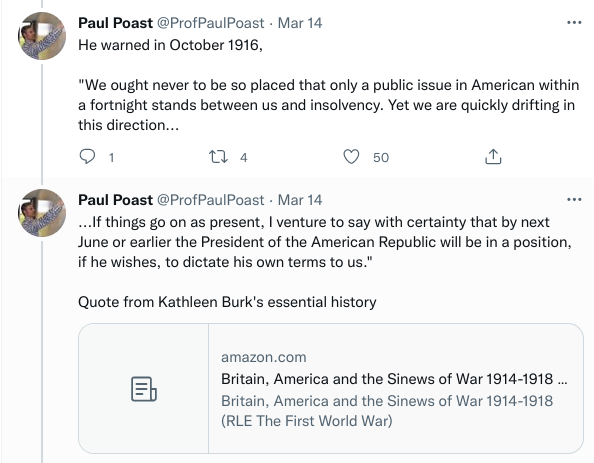 Paul Poast @ProfPaulPoast · Mar 14
He warned in October 1916,
"We ought never to be so placed that only a public issue in American within
a fortnight stands between us and insolvency. Yet we are quickly drifting in
this direction...
1 4 50
Paul Poast @ProfPaulPoast · Mar 14
...If things go on as present, I venture to say with certainty that by next
June or earlier the President of the American Republic will be in a position,
if he wishes, to dictate his own terms to us."
Quote from Kathleen Burk's essential history
amazon.com
Britain, America and the Sinews of War 1914-1918 ...
Britain, America and the Sinews of War 1914-1918
(RLE The First World War)